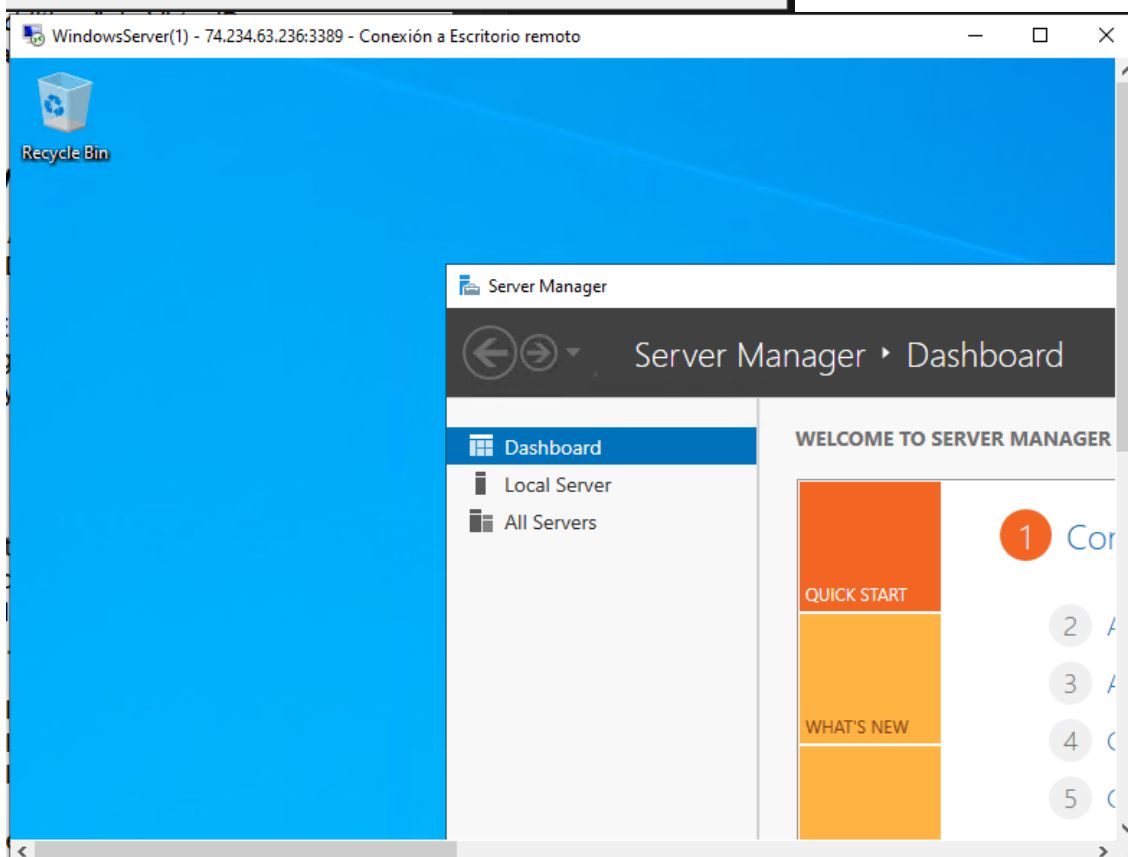 WindowsServer(1) - 74.234.63.236:3389 - Conexión a Escritorio remoto
Recycle Bin
Server Manager
Server Manager ‣ Dashboard
Dashboard
Local Server
All Servers
WELCOME TO SERVER MANAGER
QUICK START
WHAT'S NEW
1
2
3
4
5